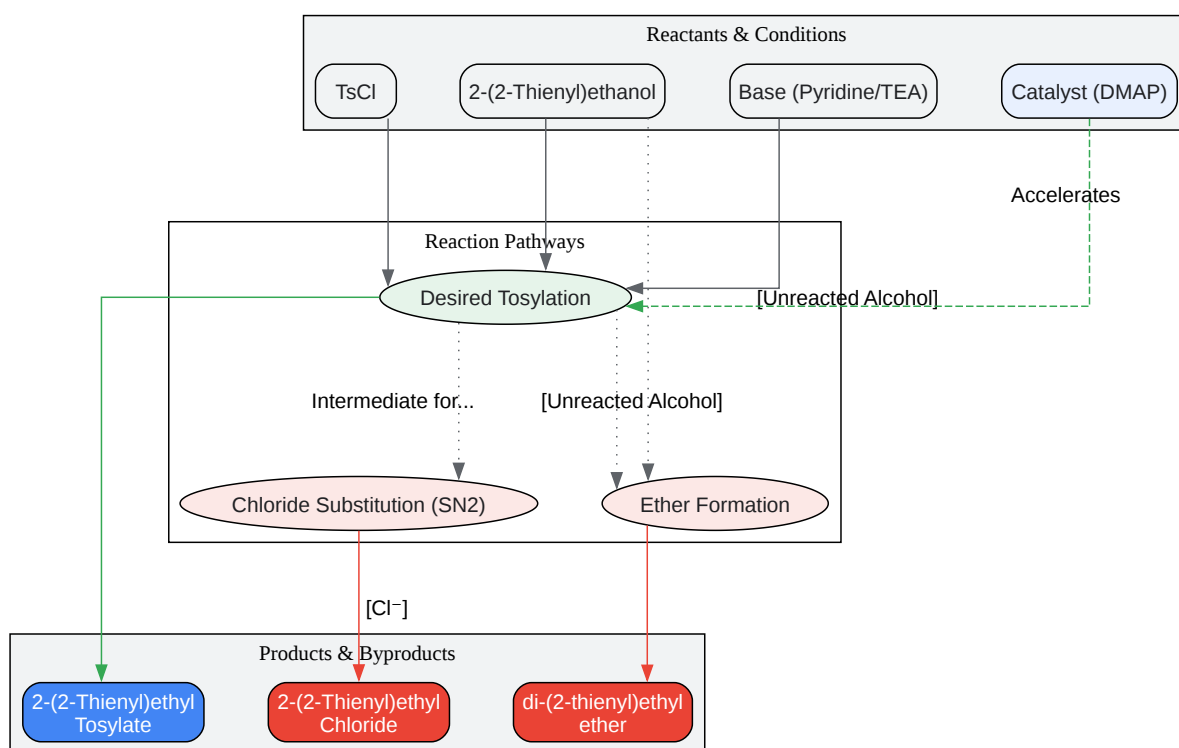 Reactants & Conditions
TsCl
2-(2-Thienyl)ethanol
Base (Pyridine/TEA)
Catalyst (DMAP)
Accelerates
Reaction Pathways
Desired Tosylation
[Unreacted Alcohol]
Intermediate for...
[Unreacted Alcohol]
Chloride Substitution (SN2)
Ether Formation
[Cl⁻]
Products & Byproducts
2-(2-Thienyl)ethyl
Tosylate
2-(2-Thienyl)ethyl
Chloride
di-(2-thienyl)ethyl
ether